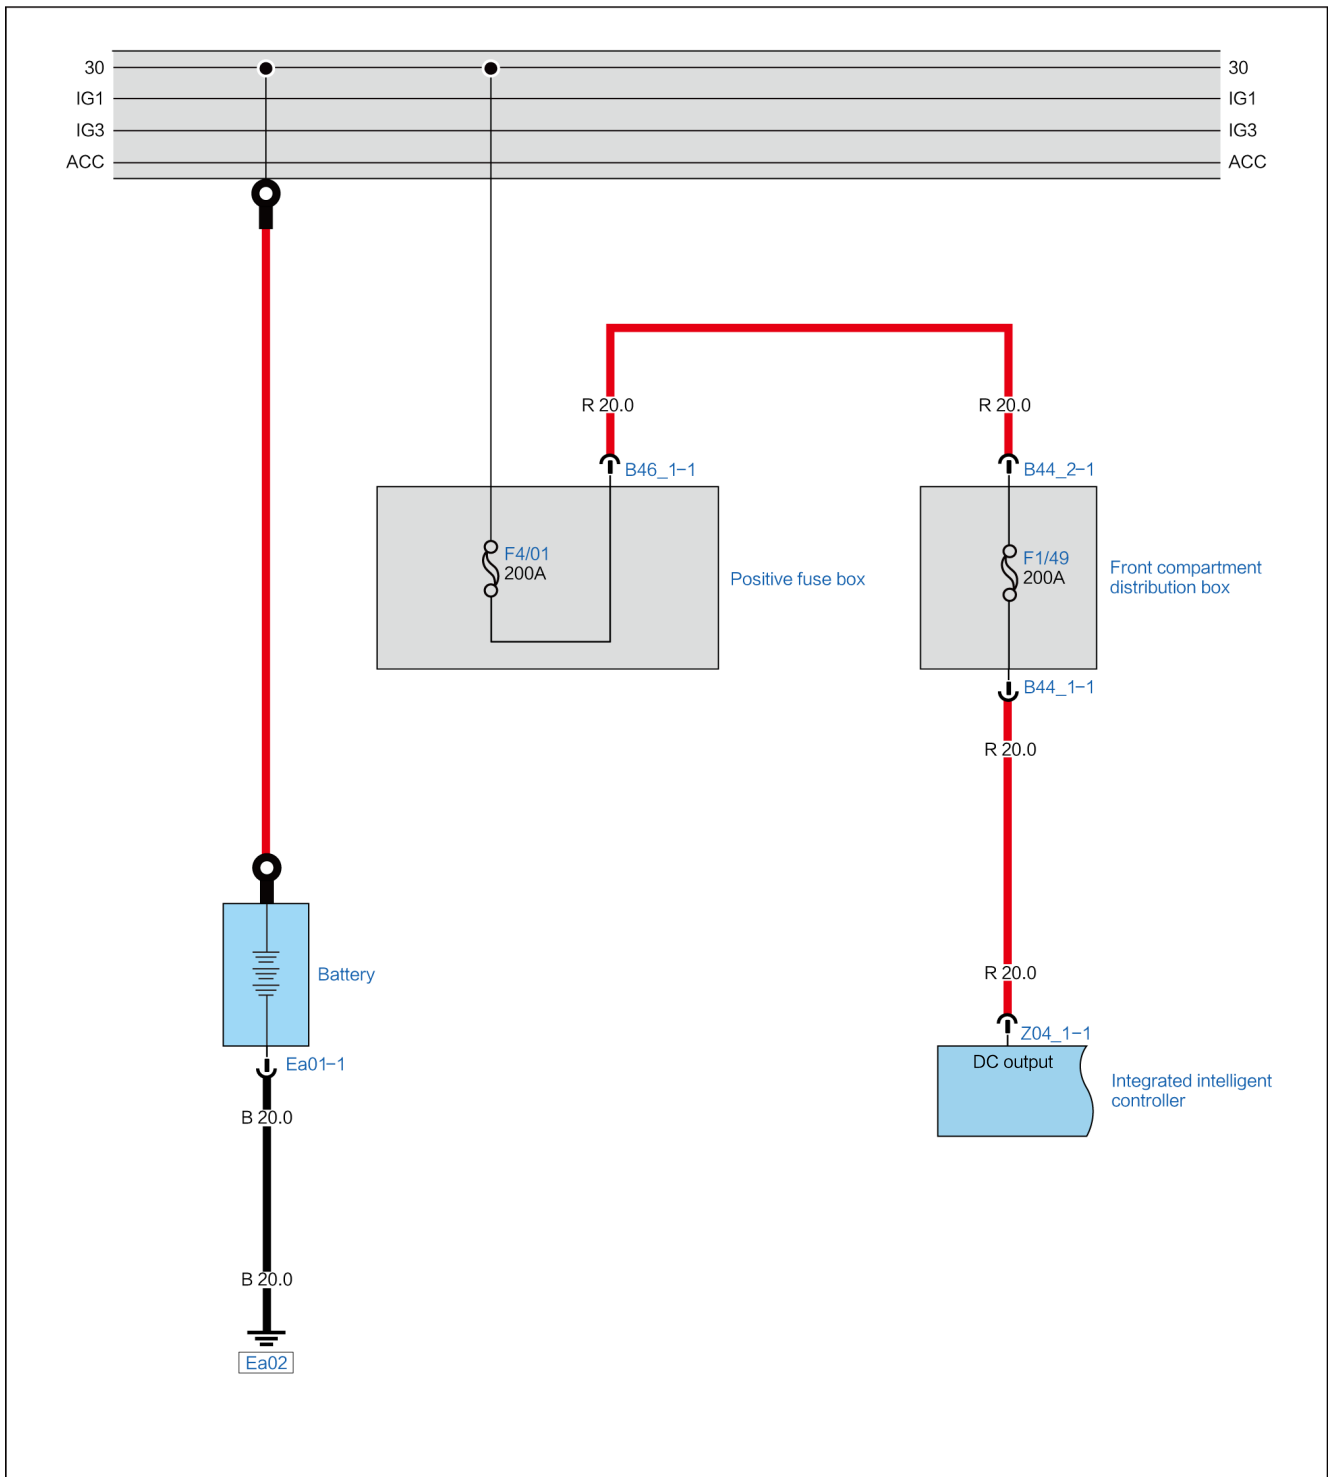 30
30
IG1
IG1
IG3
IG3
ACC
ACC
R 20.0
R 20.0
B46_1-1
B44_2-1
F4/01
200A
Positive fuse box
F1/49
200A
Front compartment
distribution box
B44_1-1
R 20.0
R 20.0
Battery
Z04_1-1
DC output
Integrated intelligent
controller
Ea01-1
B 20.0
B 20.0
Ea02